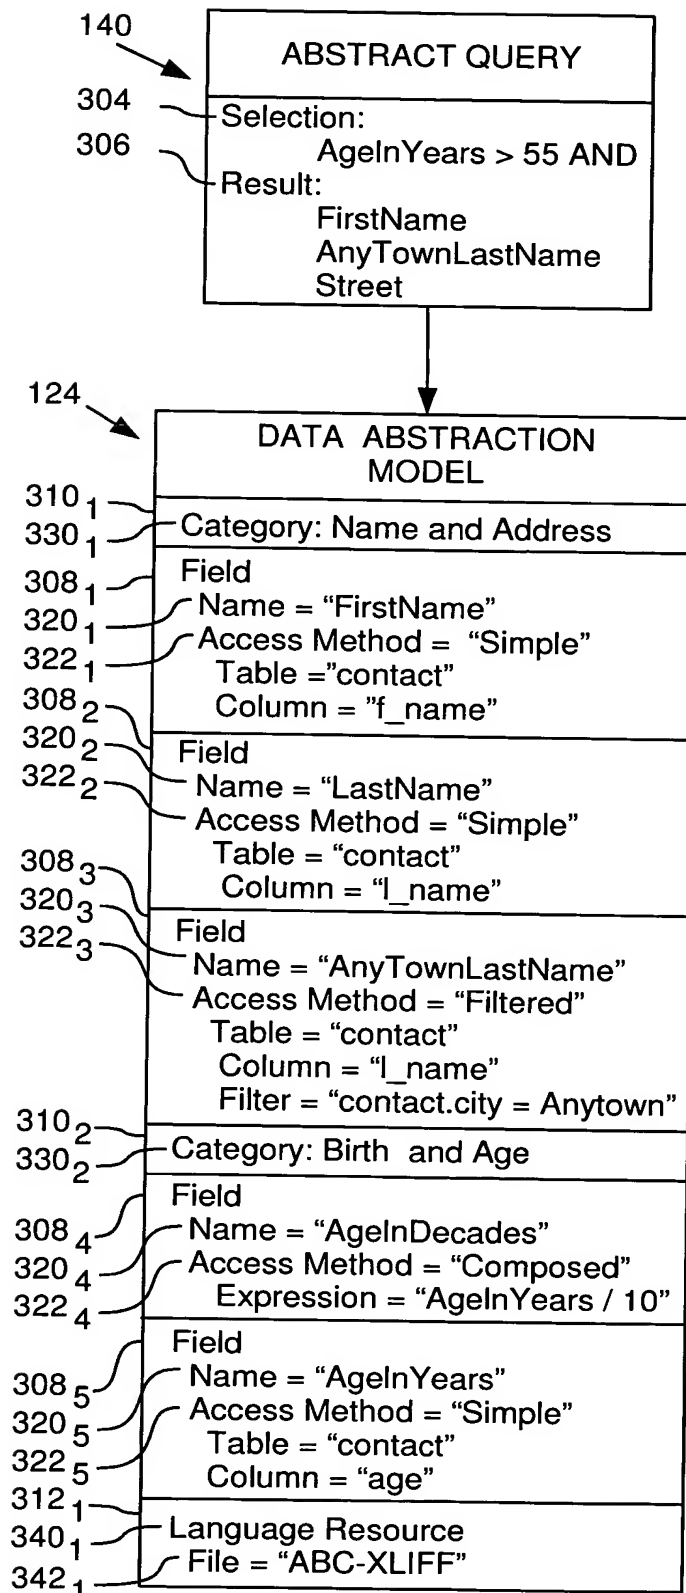 140
ABSTRACT QUERY
304
Selection:
306
AgeInYears > 55 AND
Result:
FirstName
AnyTownLastName
Street
124
DATA ABSTRACTION
MODEL
310 1
330 1
Category: Name and Address
308 1
Field
320 1
Name = “FirstName”
322 1
Access Method = “Simple”
Table =”contact”
Column = "f_name”
308 2
320 2
Field
322 2
Name = “LastName”
Access Method = “Simple”
Table = “contact”
Column = “l_name”
308 3
320 3
Field
322 3
Name = “AnyTownLastName”
Access Method = “Filtered”
Table = “contact”
Column = “l_name”
Filter = “contact.city = Anytown”
310 2
330 2
Category: Birth and Age
Field
308 4
Name = “AgeInDecades”
320 4
Access Method = “Composed”
322 4
Expression = “AgeInYears / 10”
Field
308 5
Name = “AgeInYears”
320 5
Access Method = “Simple”
322 5
Table = “contact”
Column = “age”
312 1
340 1
Language Resource
342 1
File = “ABC-XLIFF”